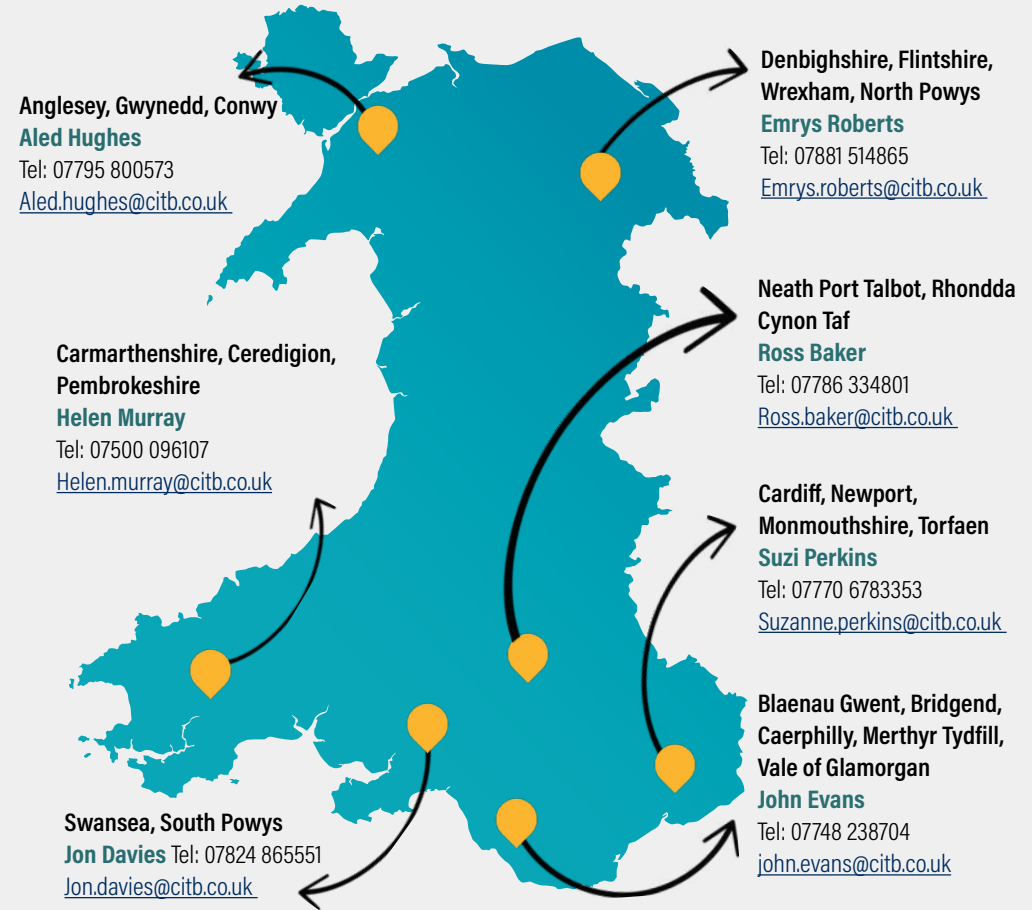 Anglesey, Gwynedd, Conwy
Aled Hughes
Tel: 07795 800573
Aled.hughes@citb.co.uk
Denbighshire, Flintshire,
Wrexham, North Powys
Emrys Roberts
Tel: 07881 514865
Emrys.roberts@citb.co.uk
Neath Port Talbot, Rhondda
Cynon Taf
Ross Baker
Tel: 07786 334801
Ross.baker@citb.co.uk
Carmarthenshire, Ceredigion,
Pembrokeshire
Helen Murray
Tel: 07500 096107
Helen.murray@citb.co.uk
Cardiff, Newport,
Monmouthshire, Torfaen
Suzi Perkins
Tel: 07770 6783353
Suzanne.perkins@citb.co.uk
Blaenau Gwent, Bridgend,
Caerphilly, Merthyr Tydfill,
Vale of Glamorgan
John Evans
Tel: 07748 238704
john.evans@citb.co.uk
Swansea, South Powys
Jon Davies Tel: 07824 865551
Jon.davies@citb.co.uk